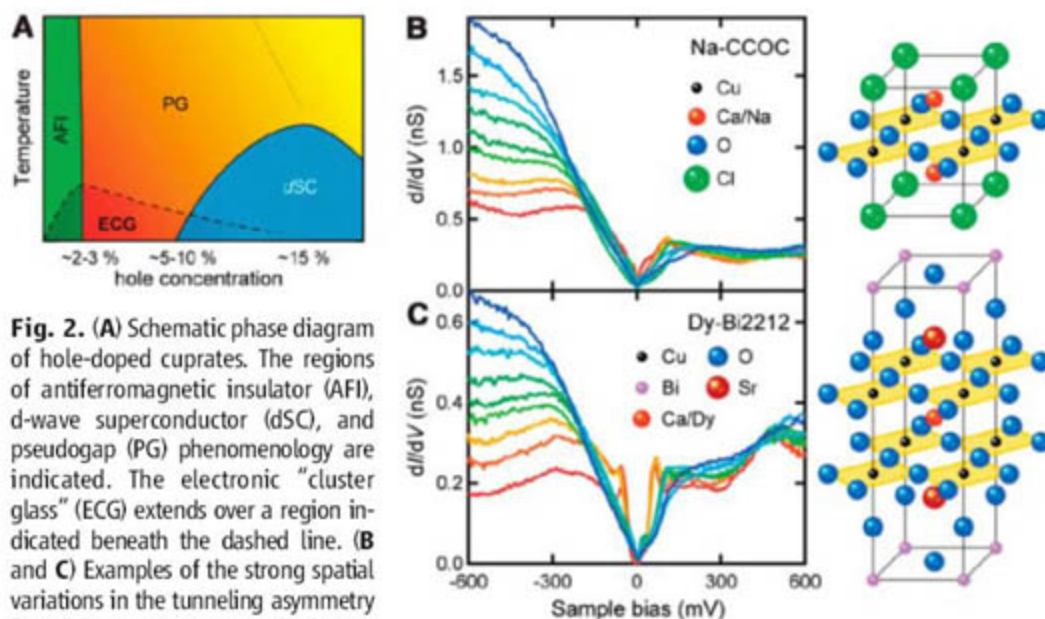 A
Temperature
AFI
PG
ECG
dSC
~2-3 %
~5-10 %
~15 %
hole concentration
Fig. 2. (A) Schematic phase diagram
of hole-doped cuprates. The regions
of antiferromagnetic insulator (AFI),
d-wave superconductor (dSC), and
pseudogap (PG) phenomenology are
indicated. The electronic “cluster
glass” (ECG) extends over a region in-
dicated beneath the dashed line. (B
and C) Examples of the strong spatial
variations in the tunneling asymmetry
B
Na-CCOC
Cu
Ca/Na
O
Cl
dI/dV (nS)
1.5
1.0
0.5
0.0
C
Dy-Bi2212
Cu
O
Bi
Sr
Ca/Dy
dI/dV (nS)
0.6
0.4
0.2
0.0
-600
-300
0
300
600
Sample bias (mV)